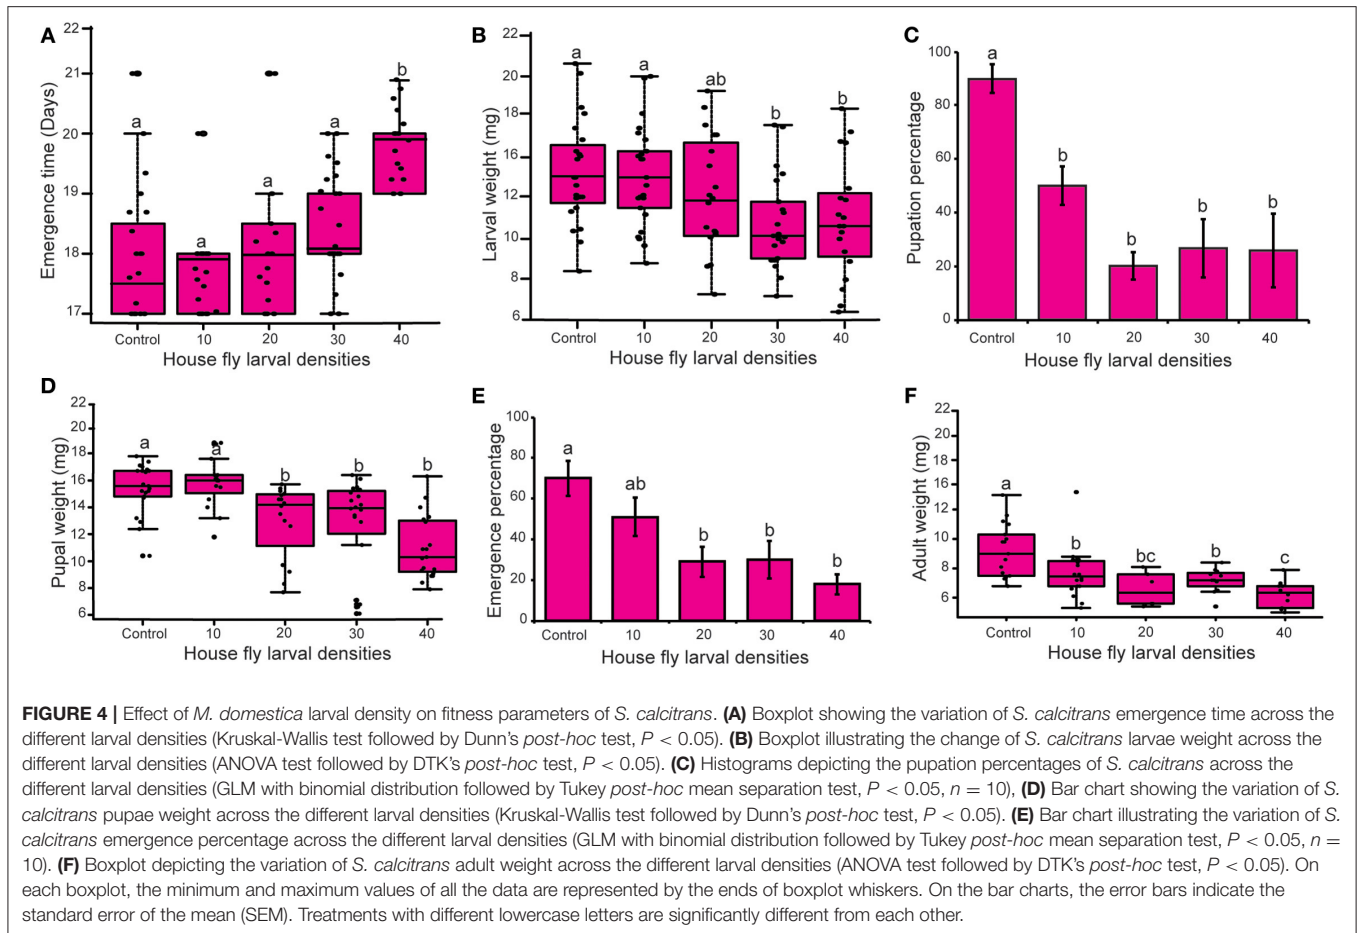 A
Emergence time (Days)
22
21
20
19
18
17
a
a
a
a
b
Control
10
20
30
40
House fly larval densities
B
Larval weight (mg)
22
20
18
16
14
12
10
8
6
a
a
ab
b
b
Control
10
20
30
40
House fly larval densities
C
Pupation percentage
100
80
60
40
20
0
a
b
b
b
b
Control
10
20
30
40
House fly larval densities
D
Pupal weight (mg)
22
20
18
16
14
12
10
8
6
a
a
b
b
b
Control
10
20
30
40
House fly larval densities
E
Emergence percentage
100
80
60
40
20
0
a
ab
b
b
b
Control
10
20
30
40
House fly larval densities
F
Adult weight (mg)
22
20
18
16
14
12
10
8
6
a
b
bc
b
c
Control
10
20
30
40
House fly larval densities
FIGURE 4 | Effect of M. domestica larval density on fitness parameters of S. calcitrans. (A) Boxplot showing the variation of S. calcitrans emergence time across the
different larval densities (Kruskal-Wallis test followed by Dunn's post-hoc test, P < 0.05). (B) Boxplot illustrating the change of S. calcitrans larvae weight across the
different larval densities (ANOVA test followed by DTK's post-hoc test, P < 0.05). (C) Histograms depicting the pupation percentages of S. calcitrans across the
different larval densities (GLM with binomial distribution followed by Tukey post-hoc mean separation test, P < 0.05, n = 10), (D) Bar chart showing the variation of S.
calcitrans pupae weight across the different larval densities (Kruskal-Wallis test followed by Dunn's post-hoc test, P < 0.05). (E) Bar chart illustrating the variation of S.
calcitrans emergence percentage across the different larval densities (GLM with binomial distribution followed by Tukey post-hoc mean separation test, P < 0.05, n =
10). (F) Boxplot depicting the variation of S. calcitrans adult weight across the different larval densities (ANOVA test followed by DTK's post-hoc test, P < 0.05). On
each boxplot, the minimum and maximum values of all the data are represented by the ends of boxplot whiskers. On the bar charts, the error bars indicate the
standard error of the mean (SEM). Treatments with different lowercase letters are significantly different from each other.